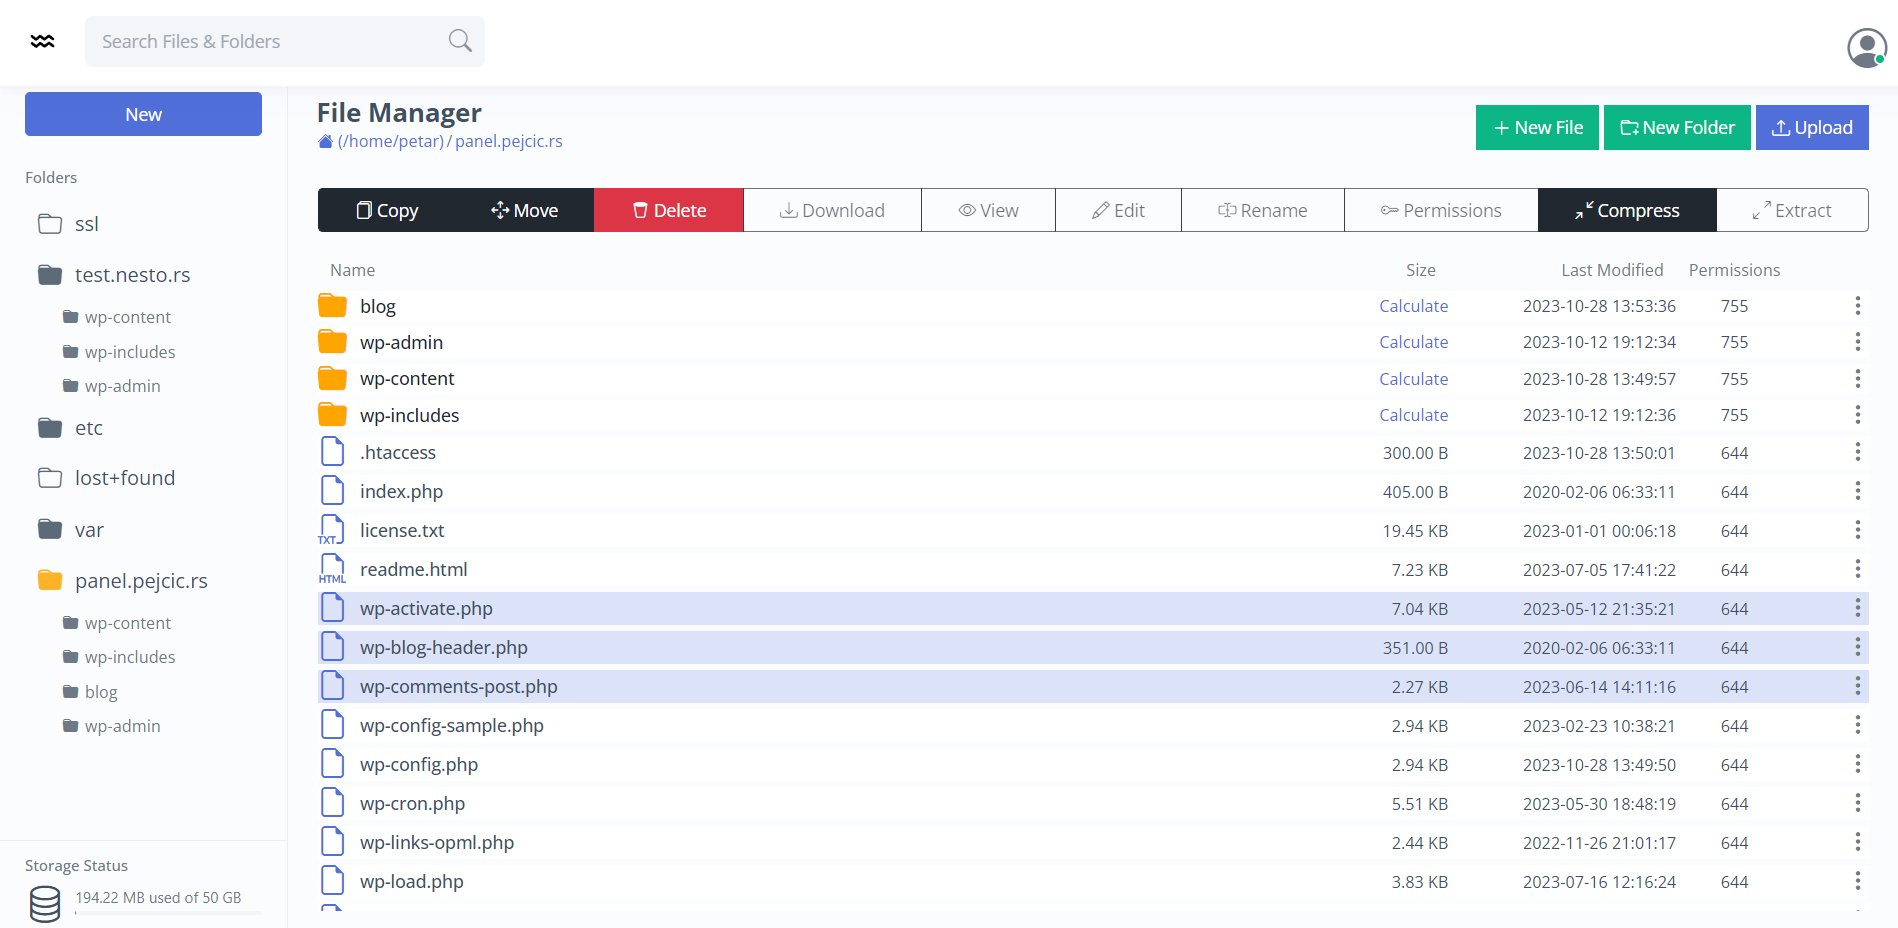 Search Files & Folders
New
Folders
ssl
test.nesto.rs
wp-content
wp-includes
wp-admin
etc
lost+found
var
panel.pejcic.rs
wp-content
wp-includes
blog
wp-admin
Storage Status
194.22 MB used of 50 GB
File Manager
(/home/petar) / panel.pejcic.rs
New File New Folder Upload
Copy Move Delete Download View Edit Rename Permissions Compress Extract
Name Size Last Modified Permissions
blog Calculate 2023-10-28 13:53:36 755
wp-admin Calculate 2023-10-12 19:12:34 755
wp-content Calculate 2023-10-28 13:49:57 755
wp-includes Calculate 2023-10-12 19:12:36 755
.htaccess 300.00 B 2023-10-28 13:50:01 644
index.php 405.00 B 2020-02-06 06:33:11 644
TXT license.txt 19.45 KB 2023-01-01 00:06:18 644
HTML readme.html 7.23 KB 2023-07-05 17:41:22 644
wp-activate.php 7.04 KB 2023-05-12 21:35:21 644
wp-blog-header.php 351.00 B 2020-02-06 06:33:11 644
wp-comments-post.php 2.27 KB 2023-06-14 14:11:16 644
wp-config-sample.php 2.94 KB 2023-02-23 10:38:21 644
wp-config.php 2.94 KB 2023-10-28 13:49:50 644
wp-cron.php 5.51 KB 2023-05-30 18:48:19 644
wp-links-opml.php 2.44 KB 2022-11-26 21:01:17 644
wp-load.php 3.83 KB 2023-07-16 12:16:24 644